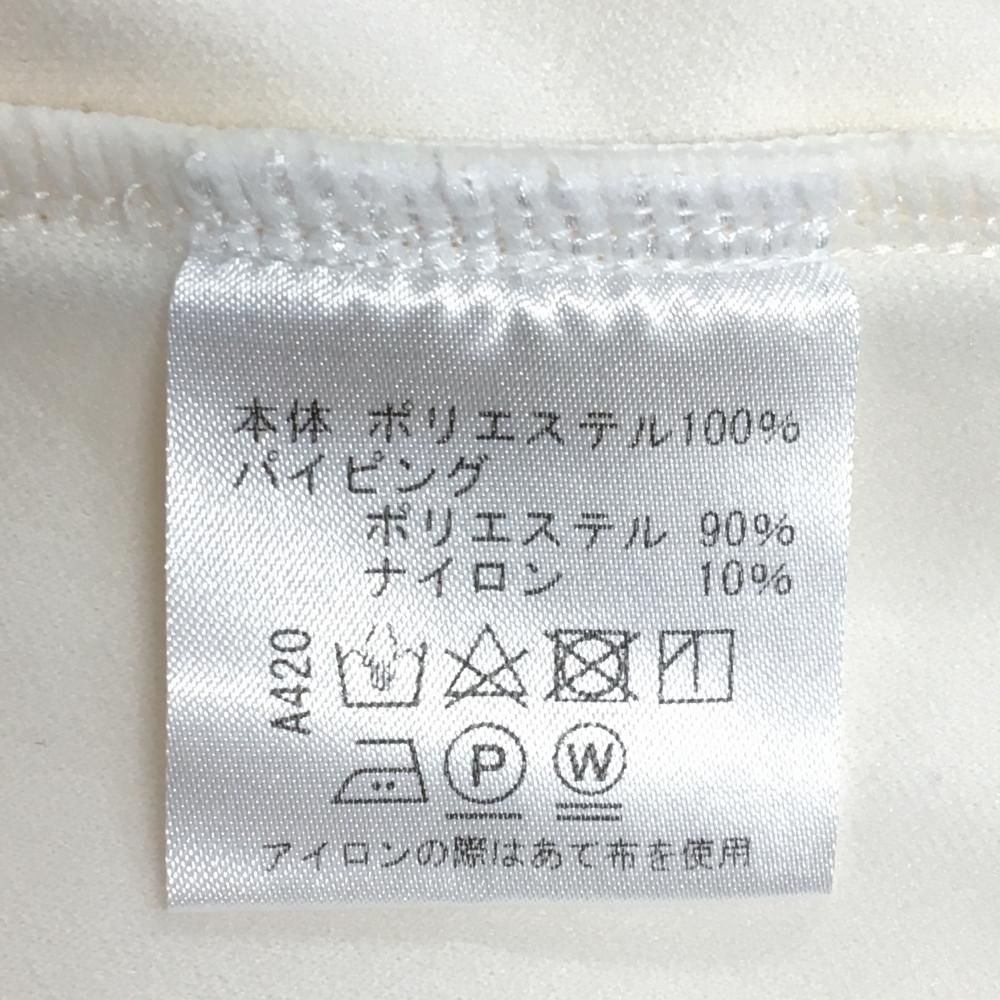 本体 ポリエステル100%
パイピング
ポリエステル 90%
ナイロン 10%
A420
P W
アイロンの際はあて布を使用